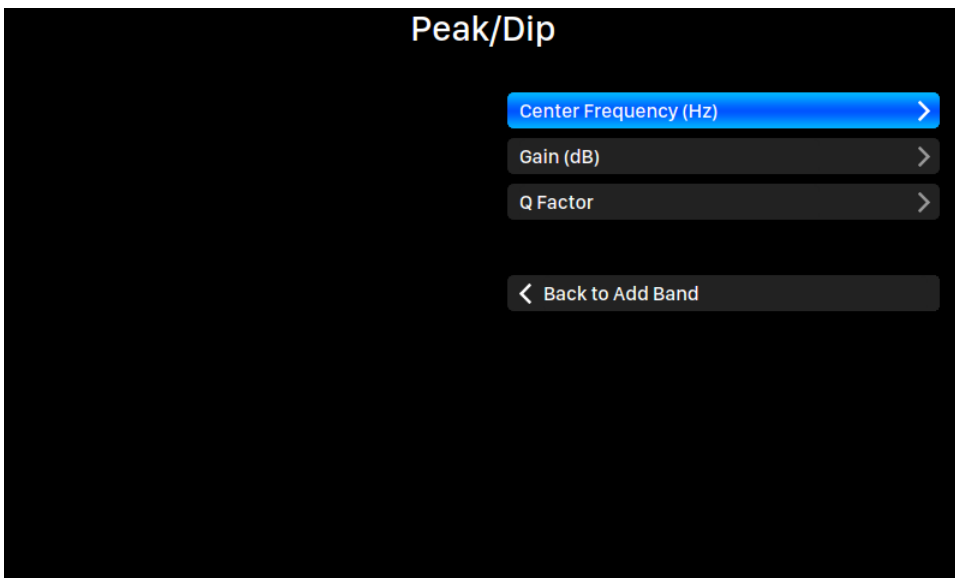 Peak/Dip
Center Frequency (Hz)
Gain (dB)
Q Factor
Back to Add Band